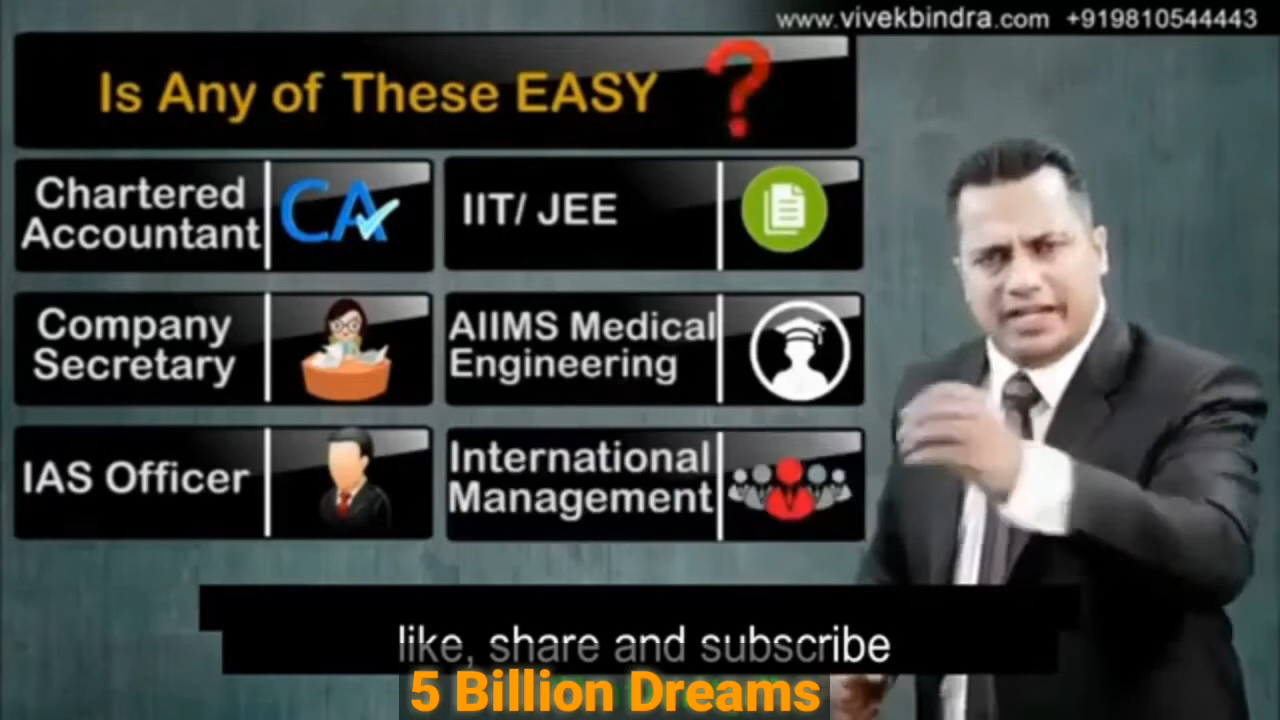 www.vivekbindra.com +919810544443
Is Any of These EASY ?
Chartered
Accountant
CA
IIT/ JEE
Company
Secretary
AIIMS Medical
Engineering
IAS Officer
International
Management
like, share and subscribe
5 Billion Dreams